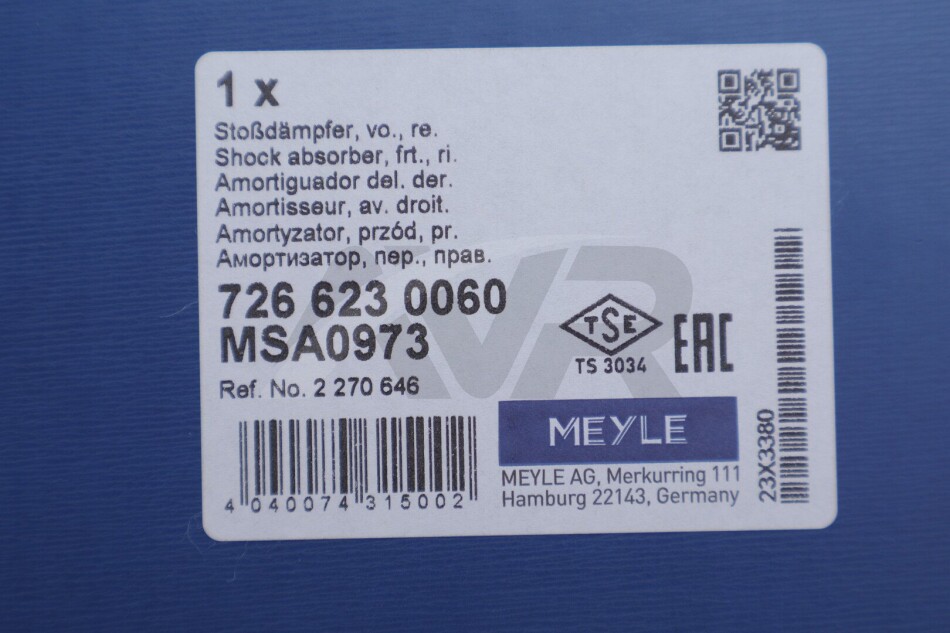 1 x
Stoßdämpfer, vo., re.
Shock absorber, frt., ri.
Amortiguador del. der.
Amortisseur, av. droit.
Amortyzator, przód, pr.
Амортизатор, пер., прав.
726 623 0060
MSA0973
Ref. No. 2 270 646
TSE
TS 3034
EAC
MEYLE
MEYLE AG, Merkurring 111
Hamburg 22143, Germany
4 040074 315002
23X3380